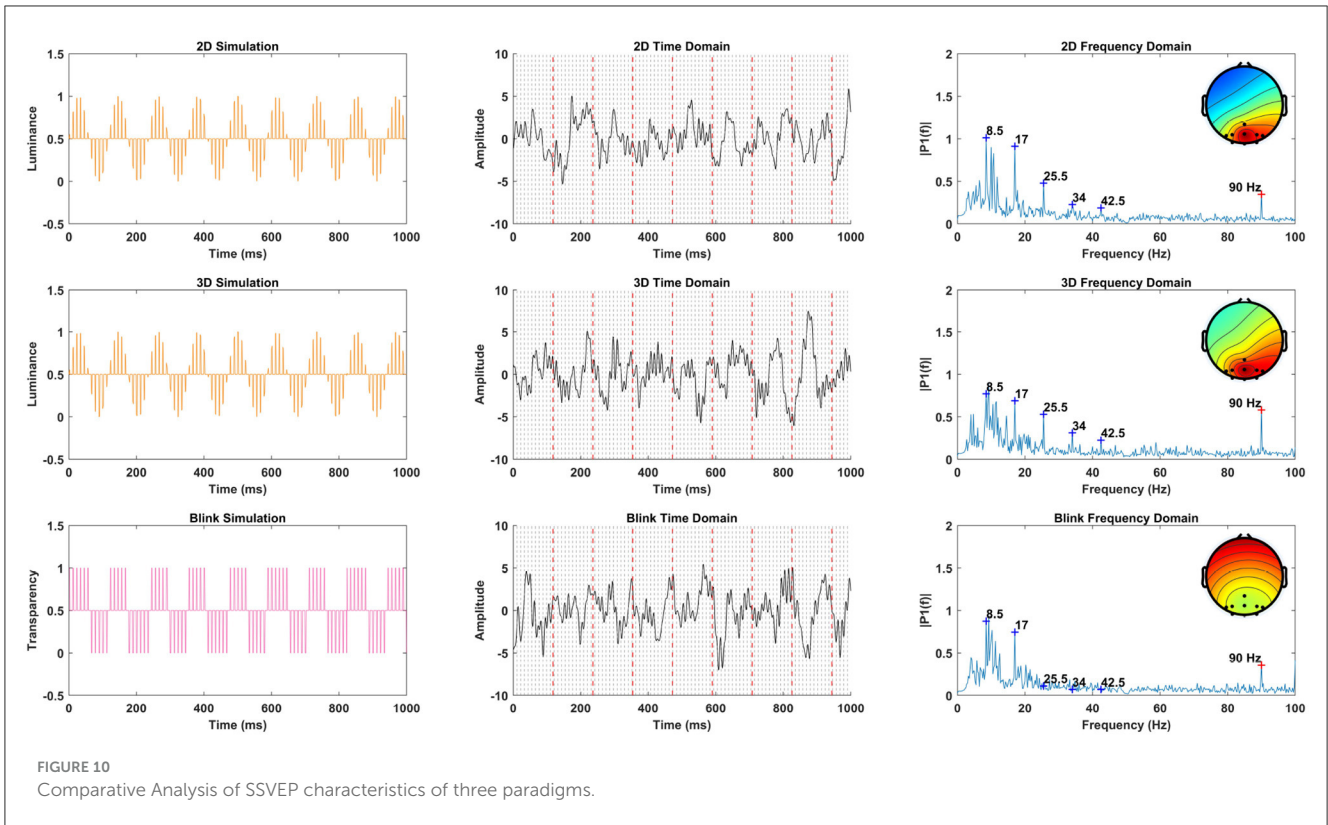 2D Simulation
1.5
1
0.5
0
-0.5
Luminance
0 200 400 600 800 1000
Time (ms)
2D Time Domain
10
5
0
-5
-10
Amplitude
0 200 400 600 800 1000
Time (ms)
2D Frequency Domain
2
1.5
1
0.5
0
|P1(f)|
8.5
17
25.5
34
42.5
90 Hz
0 20 40 60 80 100
Frequency (Hz)
3D Simulation
1.5
1
0.5
0
-0.5
Luminance
0 200 400 600 800 1000
Time (ms)
3D Time Domain
10
5
0
-5
-10
Amplitude
0 200 400 600 800 1000
Time (ms)
3D Frequency Domain
2
1.5
1
0.5
0
|P1(f)|
8.5
17
25.5
34
42.5
90 Hz
0 20 40 60 80 100
Frequency (Hz)
Blink Simulation
1.5
1
0.5
0
-0.5
Transparency
0 200 400 600 800 1000
Time (ms)
Blink Time Domain
10
5
0
-5
-10
Amplitude
0 200 400 600 800 1000
Time (ms)
Blink Frequency Domain
2
1.5
1
0.5
0
|P1(f)|
8.5
17
25.5
34
42.5
90 Hz
0 20 40 60 80 100
Frequency (Hz)
FIGURE 10
Comparative Analysis of SSVEP characteristics of three paradigms.